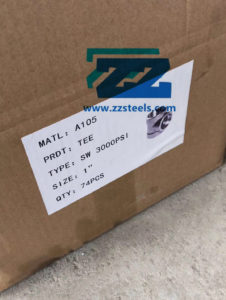 ZZ
www.zzsteels.com
MATL: A105
PRDT: TEE
TYPE: SW 3000PSI
SIZE: 1"
QTY: 74PCS